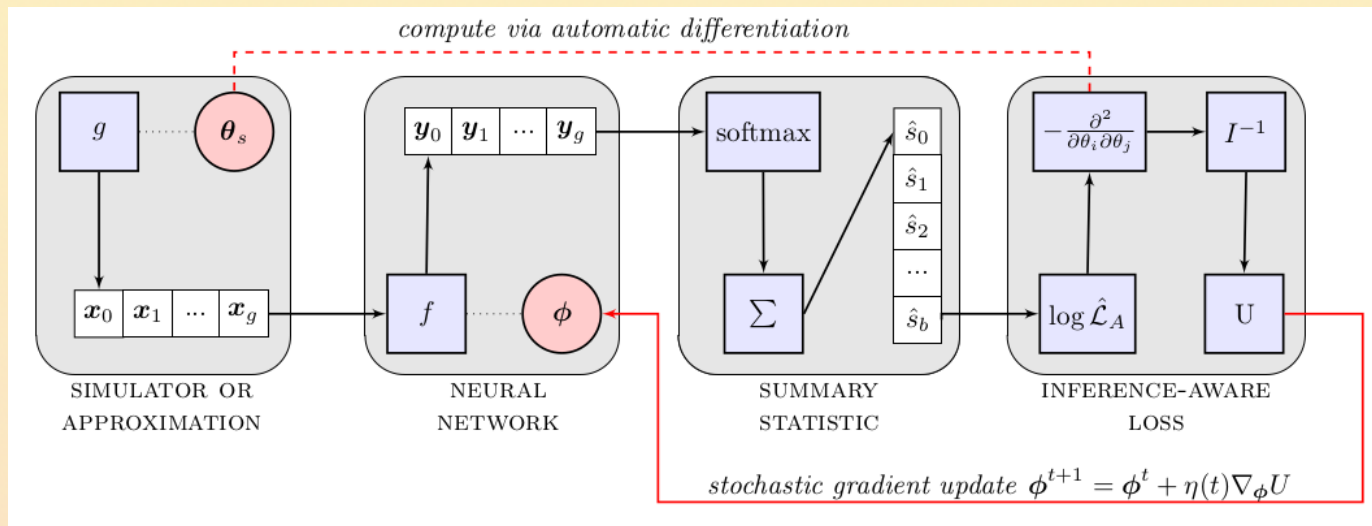 compute via automatic differentiation
g
θ_s
y_0 y_1 ... y_g
softmax
ŝ_0
ŝ_1
ŝ_2
...
ŝ_b
−∂²/∂θ_i∂θ_j
I⁻¹
x_0 x_1 ... x_g
f
ϕ
∑
log ℒ̂_A
U
SIMULATOR OR
APPROXIMATION
NEURAL
NETWORK
SUMMARY
STATISTIC
INFERENCE-AWARE
LOSS
stochastic gradient update ϕ^{t+1} = ϕ^t + η(t)∇_ϕ U